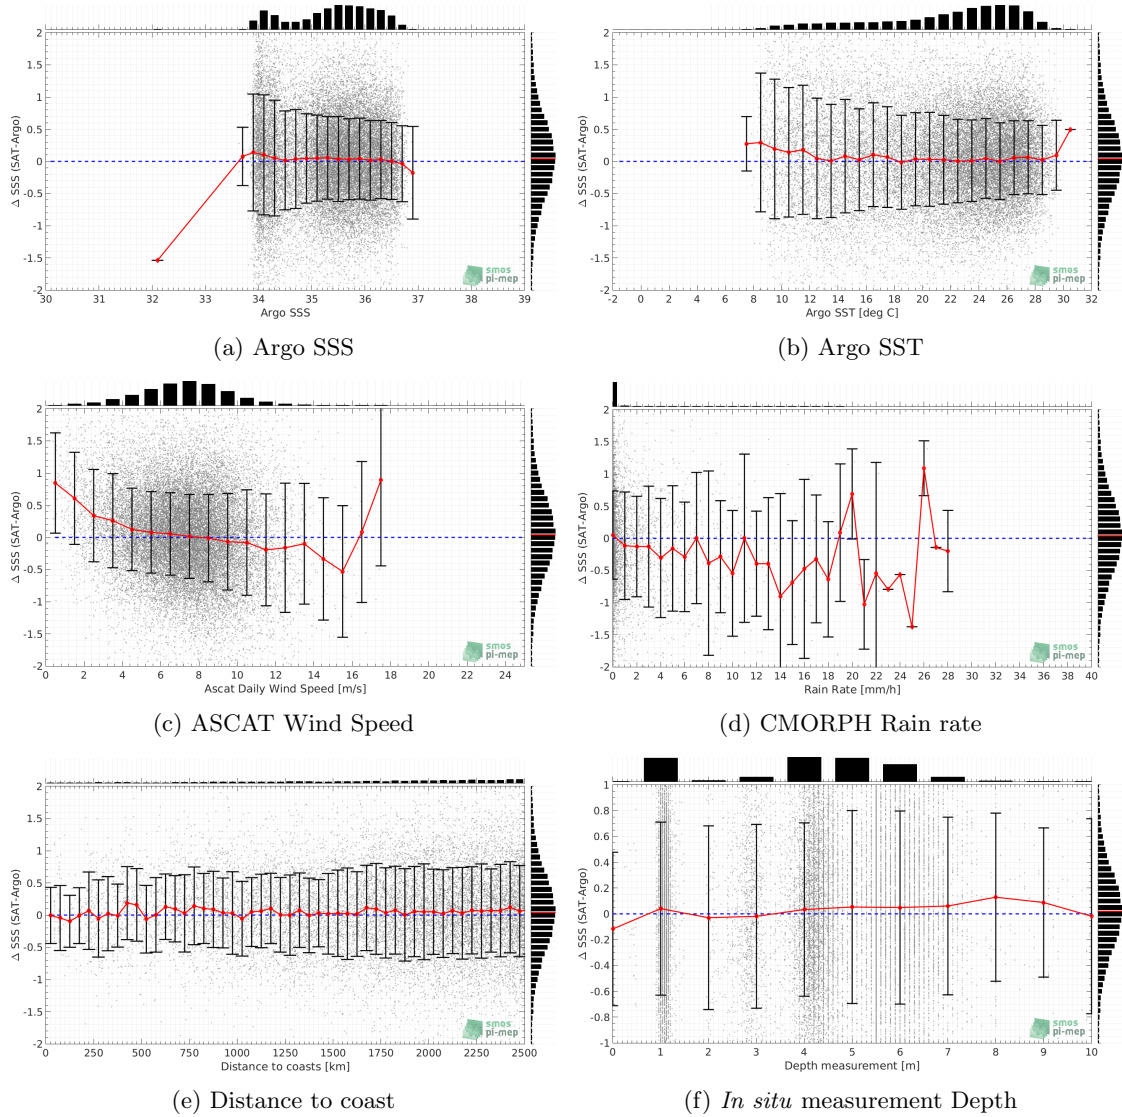 2
1.5
1
0.5
0
-0.5
-1
-1.5
-2
Δ SSS (SAT-Argo)
30 31 32 33 34 35 36 37 38 39
Argo SSS
smos
pi-mep
(a) Argo SSS
2
1.5
1
0.5
0
-0.5
-1
-1.5
-2
Δ SSS (SAT-Argo)
-2 0 2 4 6 8 10 12 14 16 18 20 22 24 26 28 30 32
Argo SST [deg C]
smos
pi-mep
(b) Argo SST
2
1.5
1
0.5
0
-0.5
-1
-1.5
-2
Δ SSS (SAT-Argo)
0 2 4 6 8 10 12 14 16 18 20 22 24
Ascat Daily Wind Speed [m/s]
smos
pi-mep
(c) ASCAT Wind Speed
2
1.5
1
0.5
0
-0.5
-1
-1.5
-2
Δ SSS (SAT-Argo)
0 2 4 6 8 10 12 14 16 18 20 22 24 26 28 30 32 34 36 38 40
Rain Rate [mm/h]
smos
pi-mep
(d) CMORPH Rain rate
2
1.5
1
0.5
0
-0.5
-1
-1.5
-2
Δ SSS (SAT-Argo)
0 250 500 750 1000 1250 1500 1750 2000 2250 2500
Distance to coasts [km]
smos
pi-mep
(e) Distance to coast
1
0.8
0.6
0.4
0.2
0
-0.2
-0.4
-0.6
-0.8
-1
Δ SSS (SAT-Argo)
0 1 2 3 4 5 6 7 8 9 10
Depth measurement [m]
smos
pi-mep
(f) In situ measurement Depth